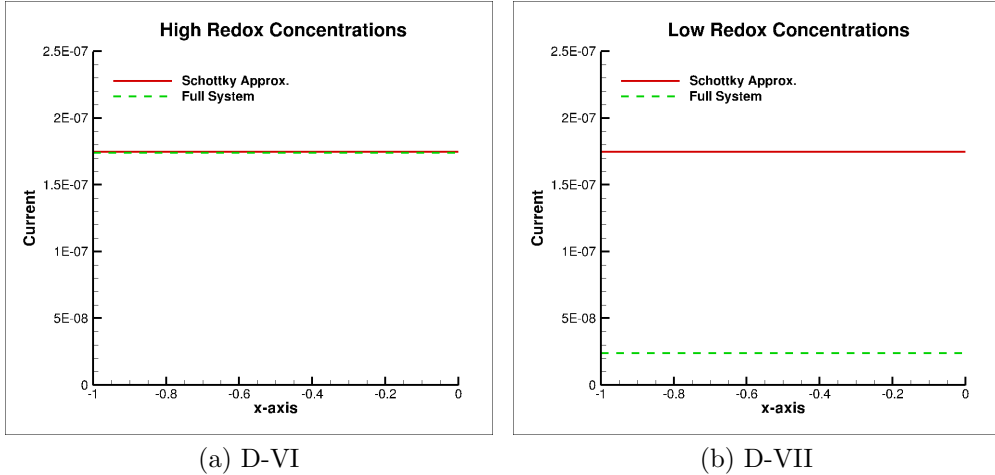 High Redox Concentrations
2.5E-07
Schottky Approx.
Full System
2E-07
1.5E-07
Current
1E-07
5E-08
0
-1 -0.8 -0.6 -0.4 -0.2 0
x-axis
(a) D-VI
Low Redox Concentrations
2.5E-07
Schottky Approx.
Full System
2E-07
1.5E-07
Current
1E-07
5E-08
0
-1 -0.8 -0.6 -0.4 -0.2 0
x-axis
(b) D-VII